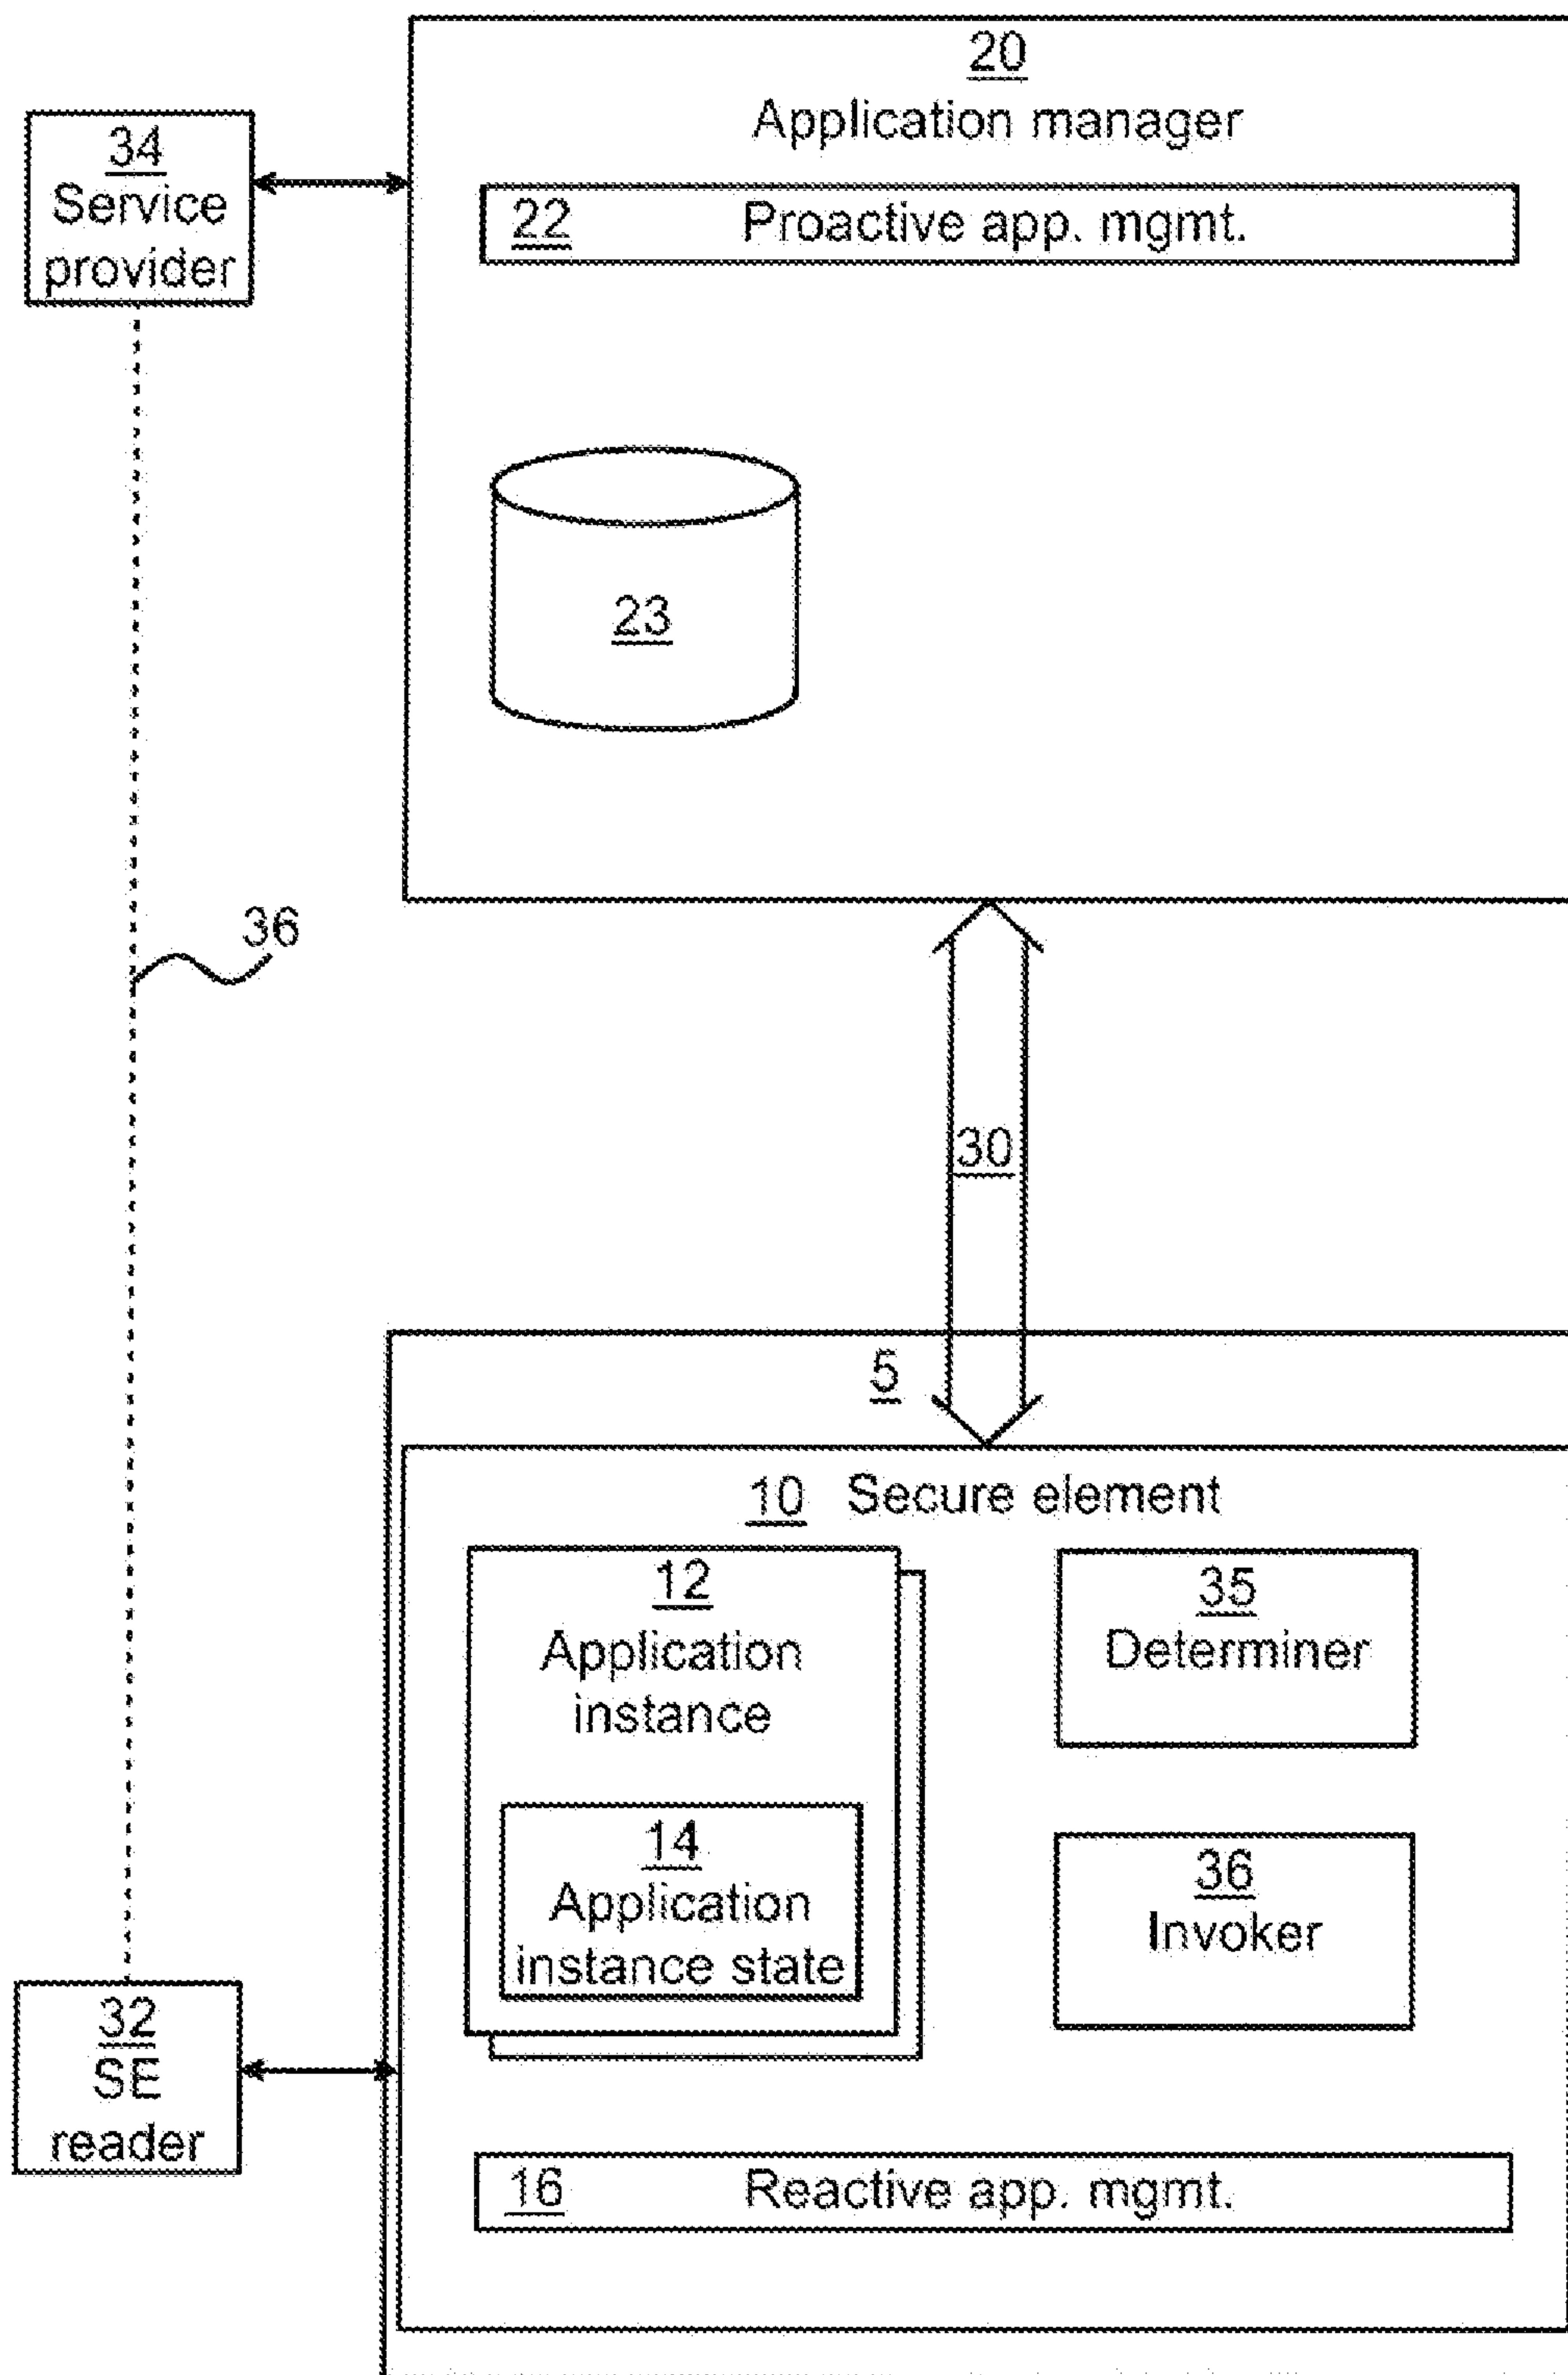 20
Application manager
34
Service
provider
22 Proactive app. mgmt.
23
36
30
5
10 Secure element
12
Application
instance
14
Application
instance state
35
Determiner
36
Invoker
32
SE
reader
16 Reactive app. mgmt.